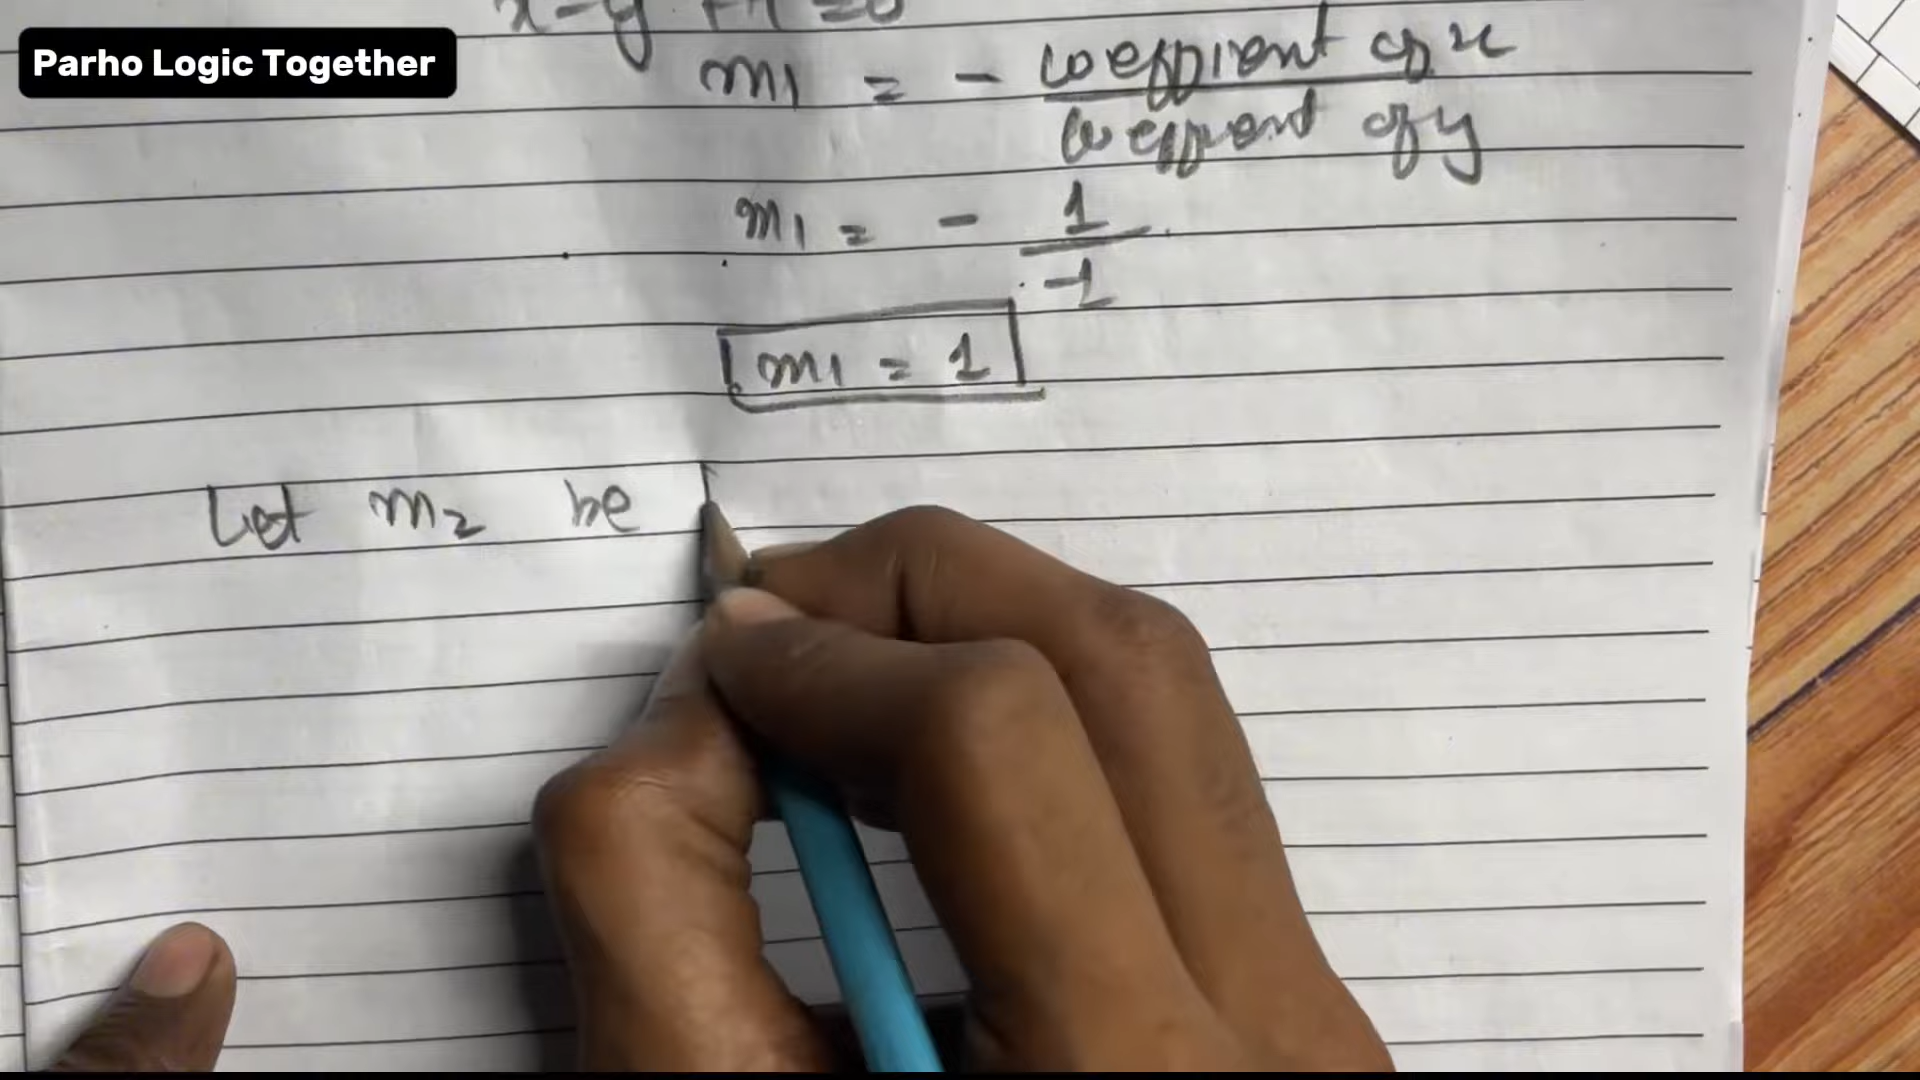 Parho Logic Together
m1 = - coefficient of x
coefficient of y
m1 = - 1
-1
m1 = 1
Let m2 be